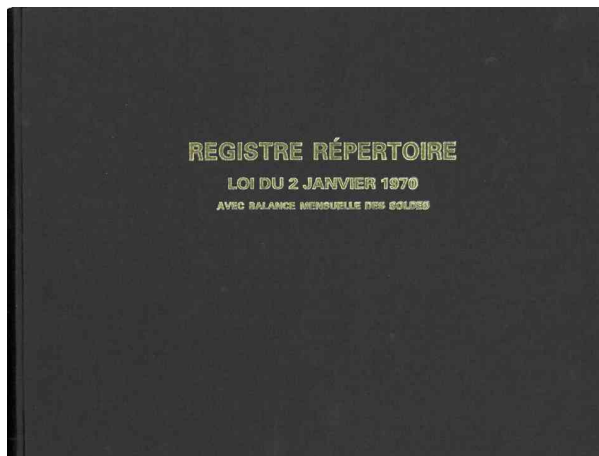 REGISTRE RÉPERTOIRE
LOI DU 2 JANVIER 1970
AVEC BALANCE MENSUELLE DES SOLDES